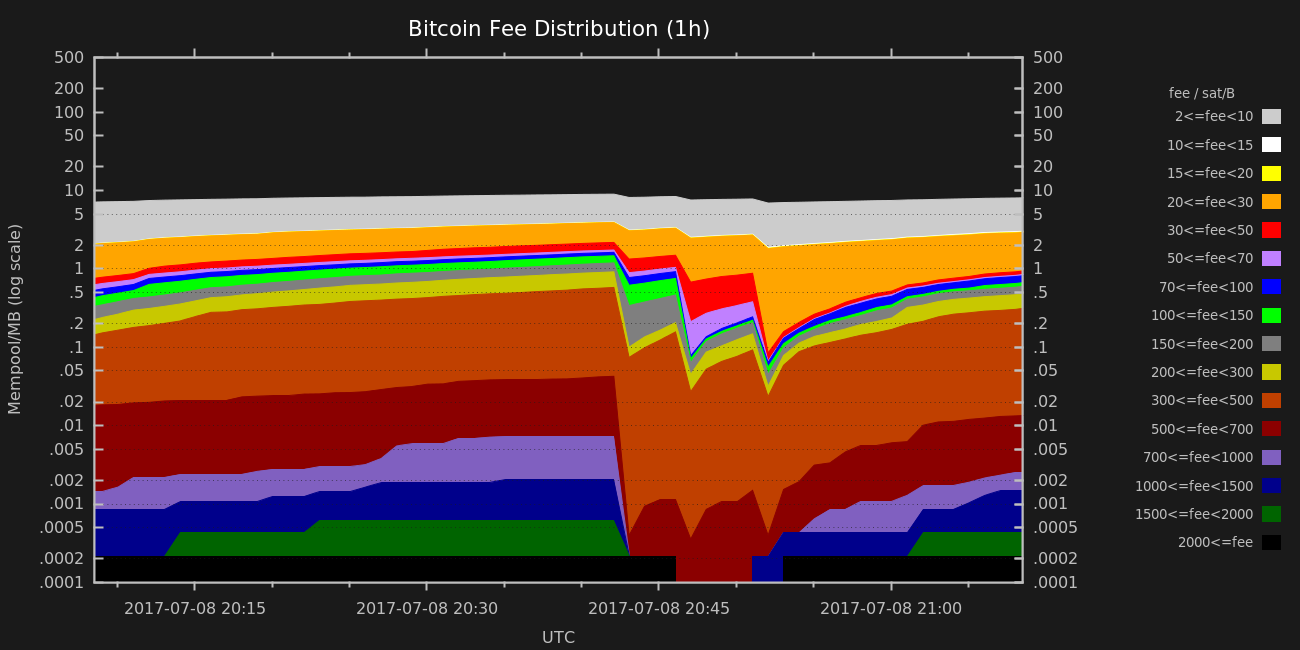 Bitcoin Fee Distribution (1h)
500 500
200 200
100 100
50 50
20 20
10 10
5 5
2 2
1 1
.5 .5
.2 .2
.1 .1
.05 .05
.02 .02
.01 .01
.005 .005
.002 .002
.001 .001
.0005 .0005
.0002 .0002
.0001 .0001
Mempool/MB (log scale)
2017-07-08 20:15 2017-07-08 20:30 2017-07-08 20:45 2017-07-08 21:00
UTC
fee / sat/B
2<=fee<10
10<=fee<15
15<=fee<20
20<=fee<30
30<=fee<50
50<=fee<70
70<=fee<100
100<=fee<150
150<=fee<200
200<=fee<300
300<=fee<500
500<=fee<700
700<=fee<1000
1000<=fee<1500
1500<=fee<2000
2000<=fee